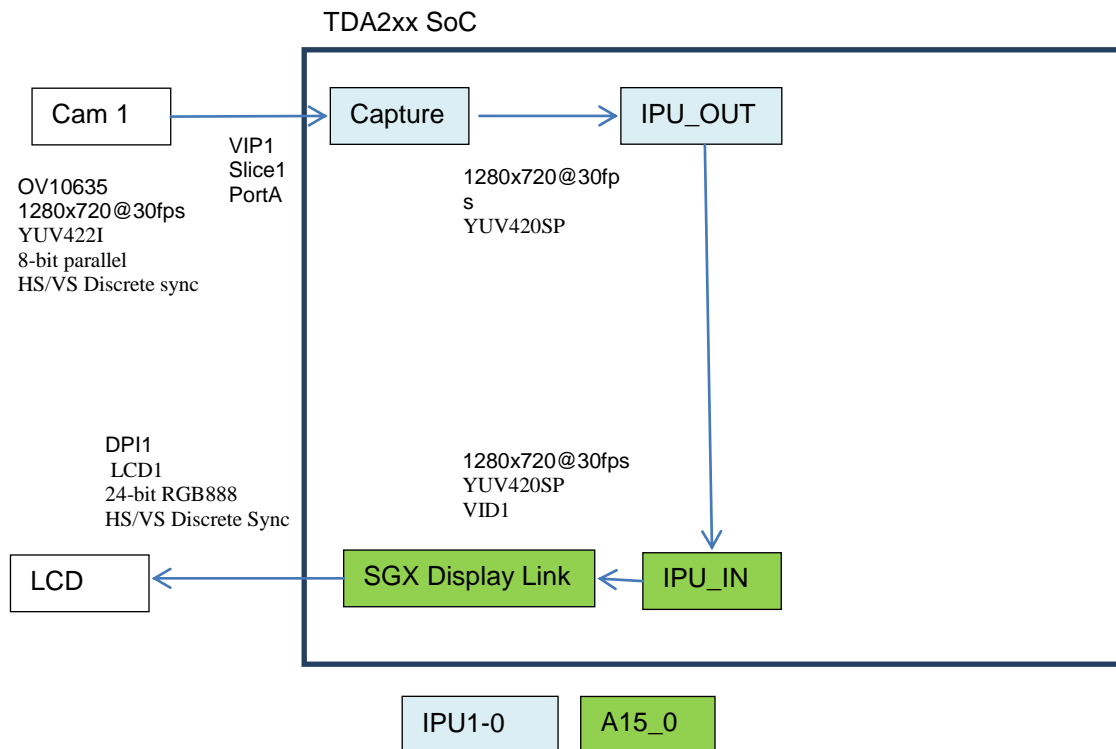 TDA2xx SoC
Cam 1
Capture
IPU_OUT
VIP1
Slice1
PortA
OV10635
1280x720@30fps
YUV422I
8-bit parallel
HS/VS Discrete sync
1280x720@30fp
s
YUV420SP
DPI1
LCD1
24-bit RGB888
HS/VS Discrete Sync
1280x720@30fps
YUV420SP
VID1
LCD
SGX Display Link
IPU_IN
IPU1-0
A15_0